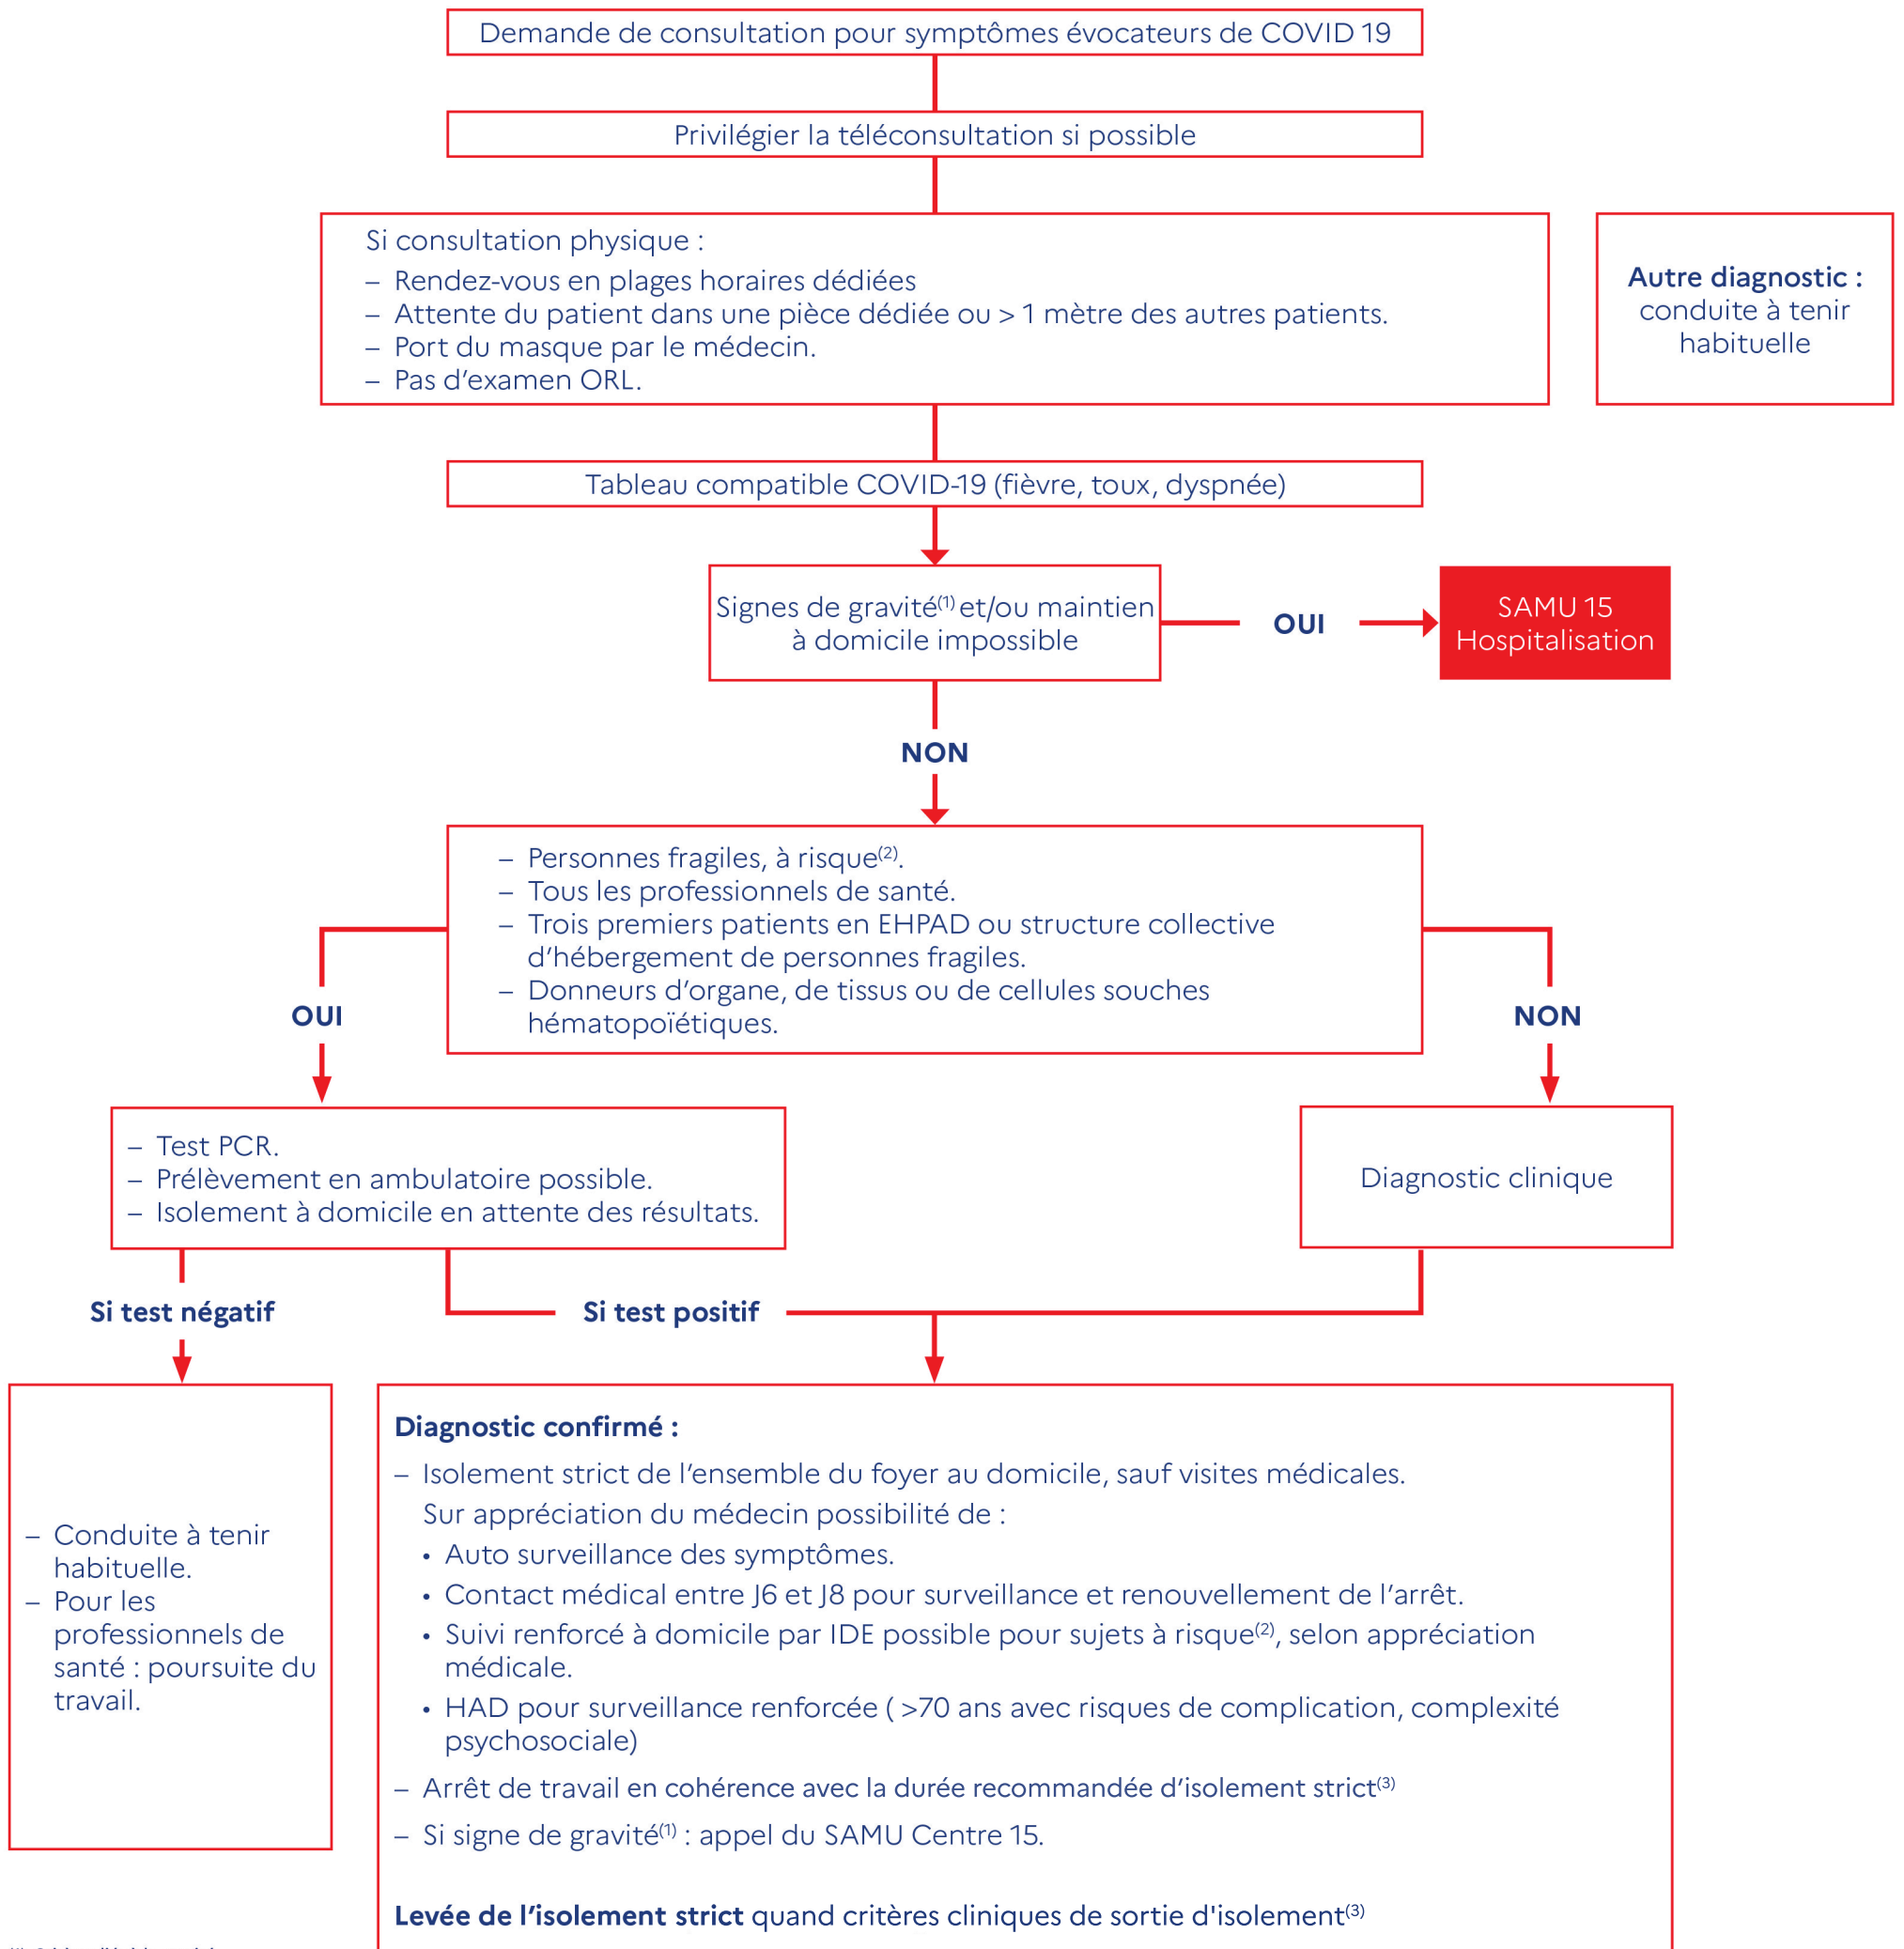 Demande de consultation pour symptômes évocateurs de COVID 19
Privilégier la téléconsultation si possible
Si consultation physique :
– Rendez-vous en plages horaires dédiées
– Attente du patient dans une pièce dédiée ou > 1 mètre des autres patients.
– Port du masque par le médecin.
– Pas d’examen ORL.
Autre diagnostic :
conduite à tenir
habituelle
Tableau compatible COVID-19 (fièvre, toux, dyspnée)
Signes de gravité(1) et/ou maintien
à domicile impossible
OUI
SAMU 15
Hospitalisation
NON
– Personnes fragiles, à risque(2).
– Tous les professionnels de santé.
– Trois premiers patients en EHPAD ou structure collective
d’hébergement de personnes fragiles.
– Donneurs d’organe, de tissus ou de cellules souches
hématopoïétiques.
OUI
NON
– Test PCR.
– Prélèvement en ambulatoire possible.
– Isolement à domicile en attente des résultats.
Diagnostic clinique
Si test négatif
Si test positif
– Conduite à tenir
habituelle.
– Pour les
professionnels de
santé : poursuite du
travail.
Diagnostic confirmé :
– Isolement strict de l’ensemble du foyer au domicile, sauf visites médicales.
Sur appréciation du médecin possibilité de :
• Auto surveillance des symptômes.
• Contact médical entre J6 et J8 pour surveillance et renouvellement de l’arrêt.
• Suivi renforcé à domicile par IDE possible pour sujets à risque(2), selon appréciation
médicale.
• HAD pour surveillance renforcée ( >70 ans avec risques de complication, complexité
psychosociale)
– Arrêt de travail en cohérence avec la durée recommandée d’isolement strict(3)
– Si signe de gravité(1) : appel du SAMU Centre 15.
Levée de l’isolement strict quand critères cliniques de sortie d'isolement(3)